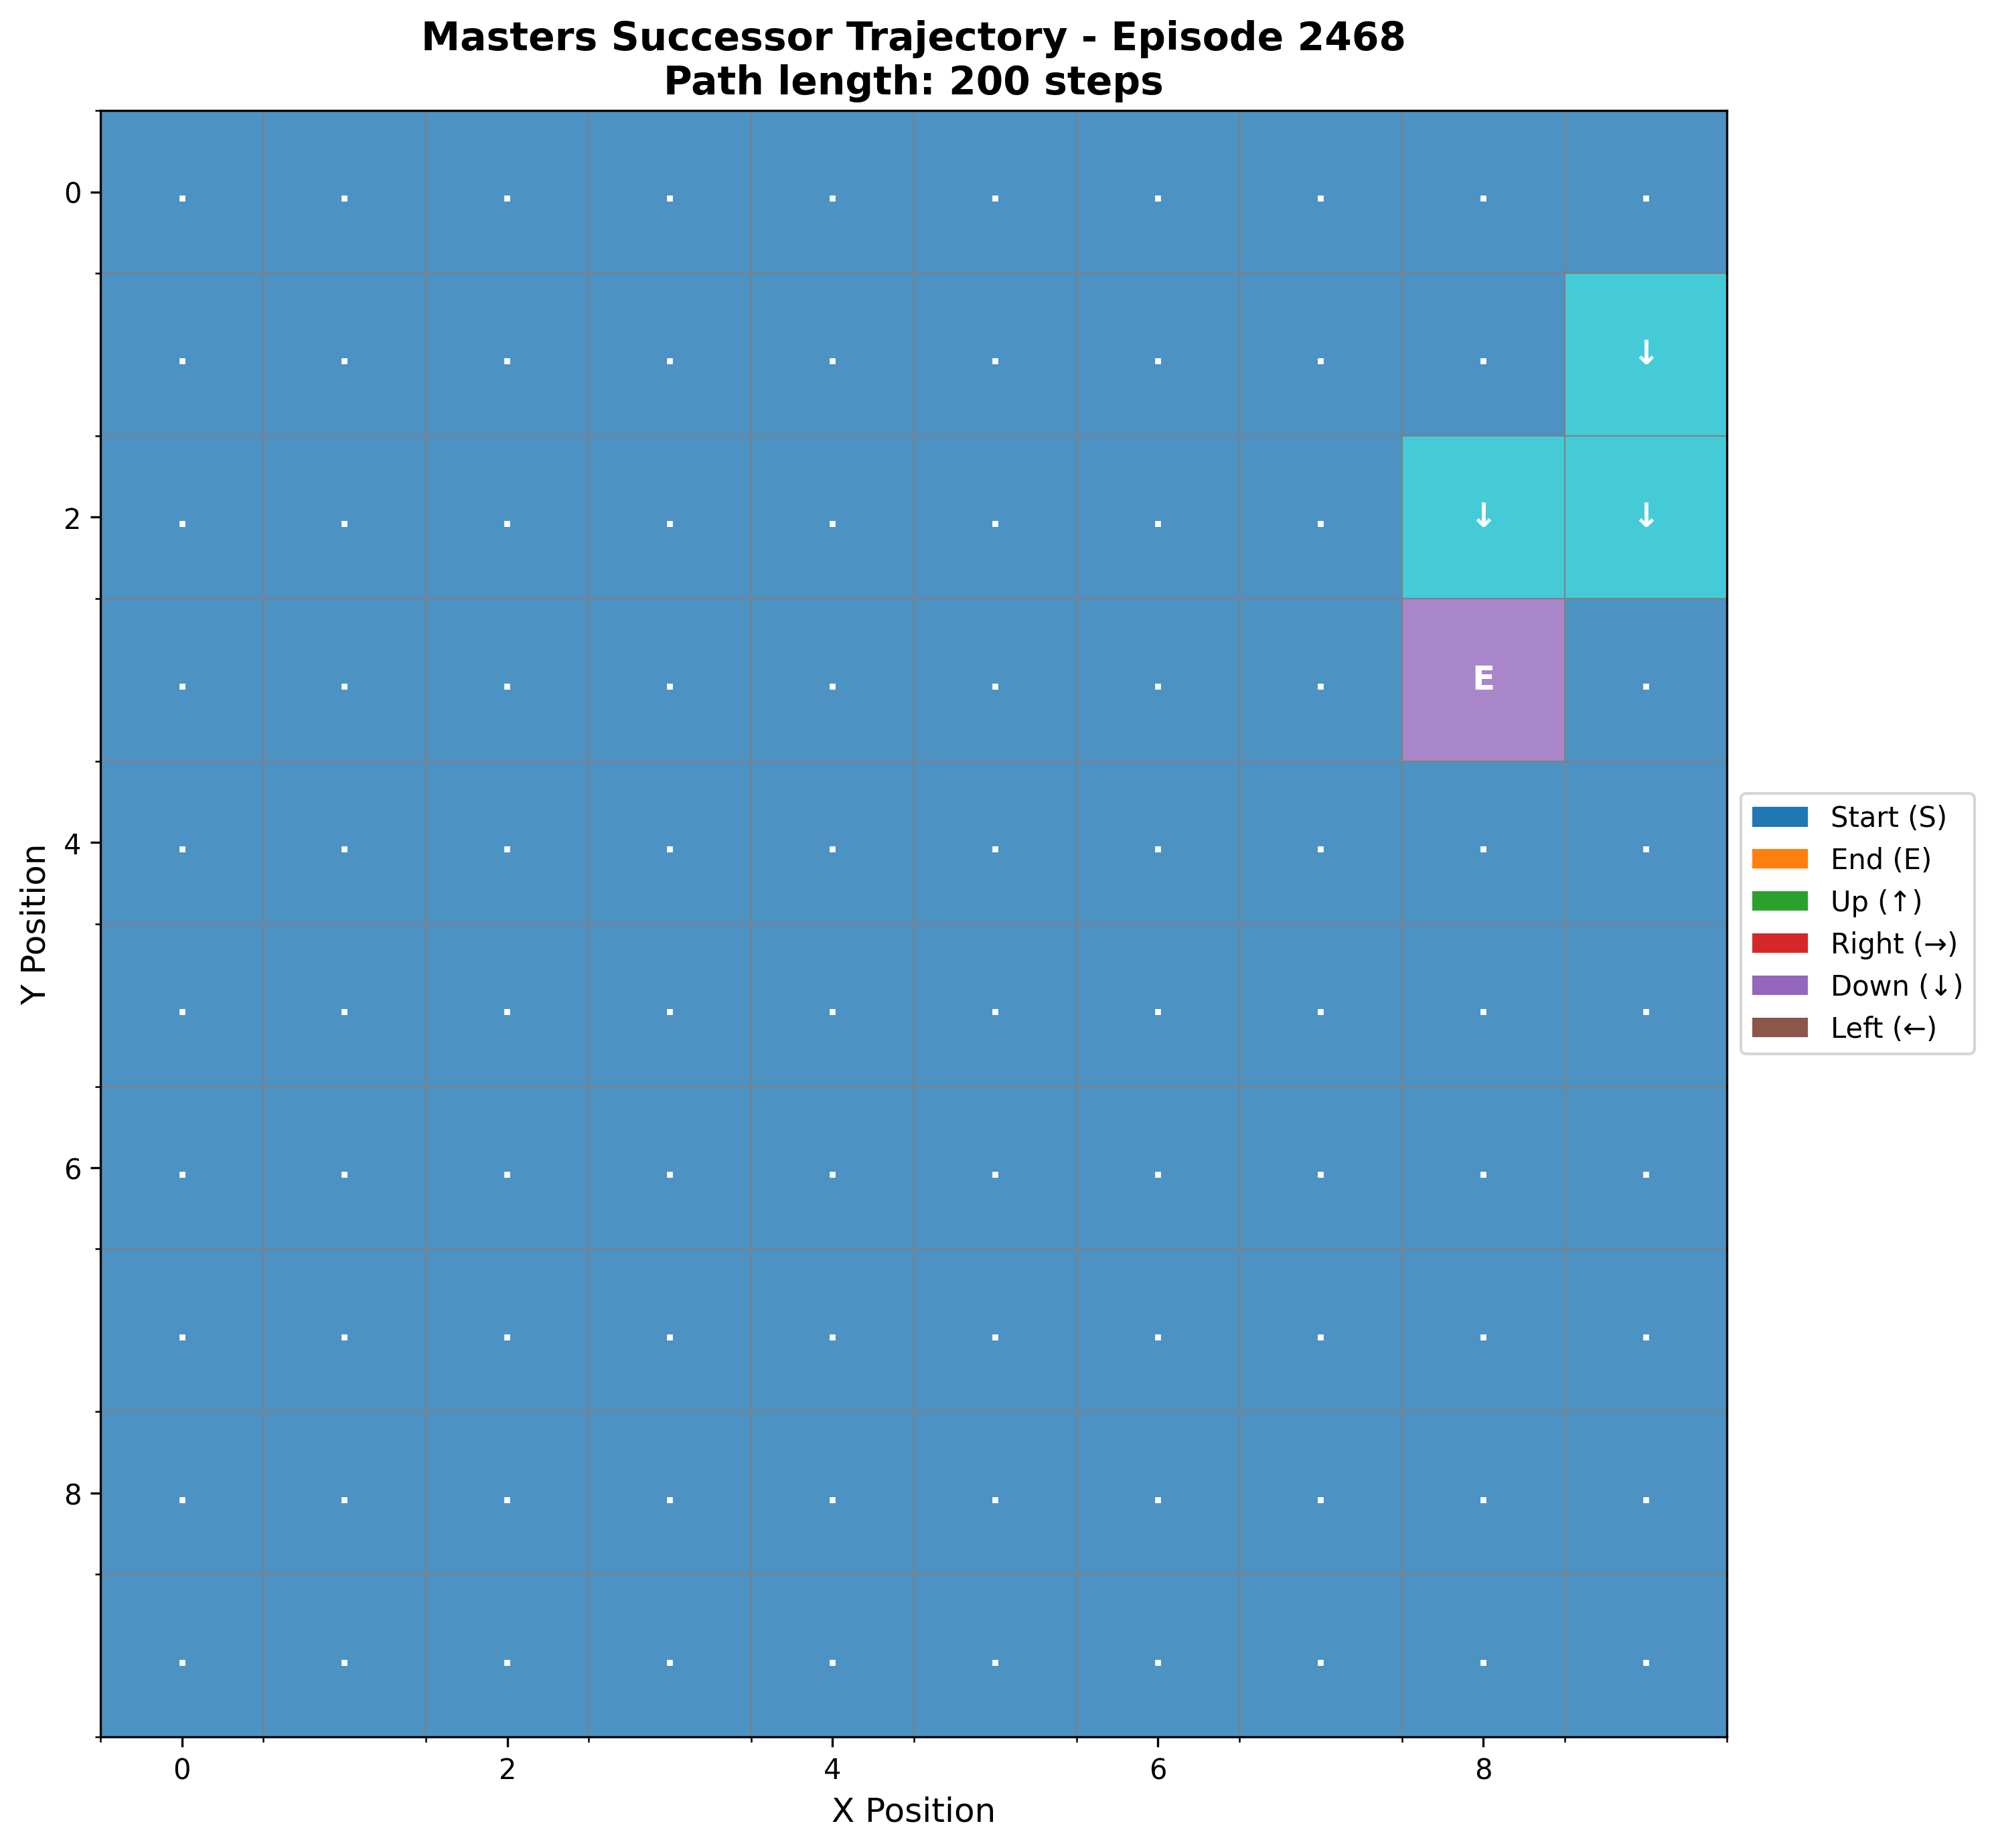 Masters Successor Trajectory - Episode 2468
Path length: 200 steps
0
↓
2
↓ ↓
E
4
6
8
Y Position
0 2 4 6 8
X Position
Start (S)
End (E)
Up (↑)
Right (→)
Down (↓)
Left (←)